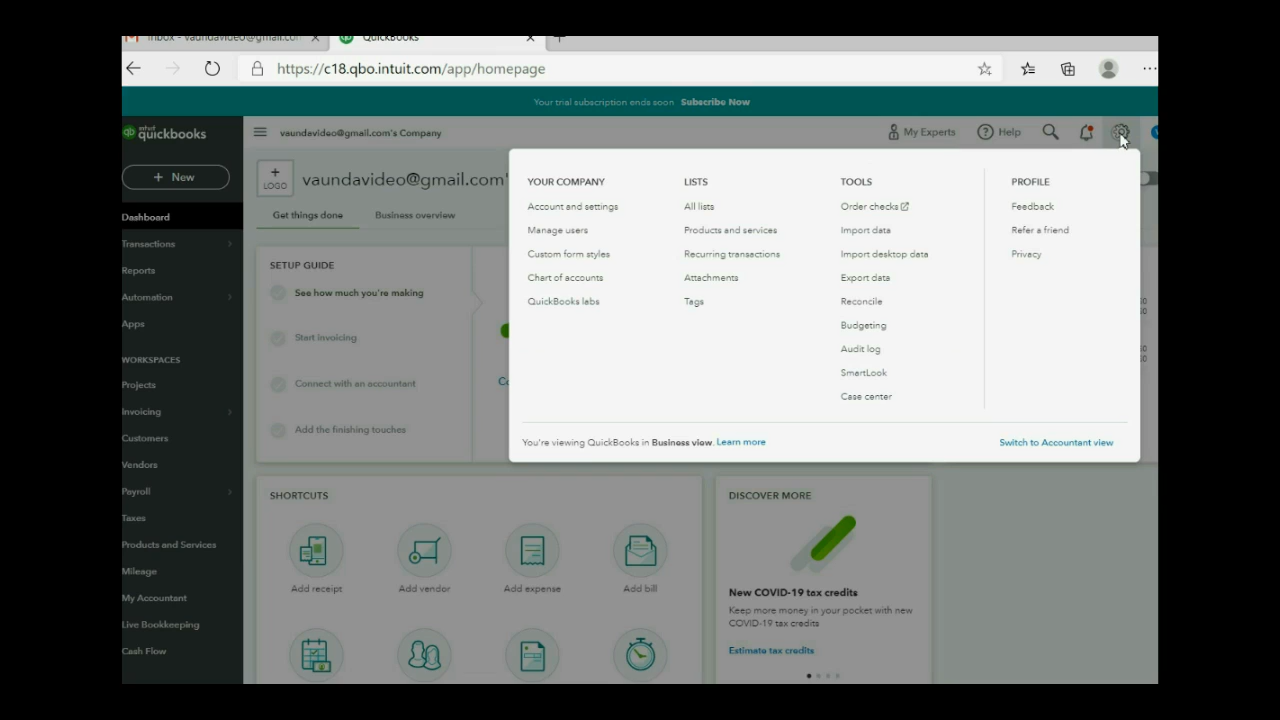 Inbox - vaundavideo@gmail.com
QuickBooks
https://c18.qbo.intuit.com/app/homepage
Your trial subscription ends soon Subscribe Now
qb intuit quickbooks
vaundavideo@gmail.com's Company
My Experts
Help
+ New
+ LOGO
vaundavideo@gmail.com'
Get things done
Business overview
Dashboard
Transactions
Reports
Automation
Apps
WORKSPACES
Projects
Invoicing
Customers
Vendors
Payroll
Taxes
Products and Services
Mileage
My Accountant
Live Bookkeeping
Cash Flow
SETUP GUIDE
See how much you're making
Start invoicing
Connect with an accountant
Add the finishing touches
YOUR COMPANY
Account and settings
Manage users
Custom form styles
Chart of accounts
QuickBooks labs
LISTS
All lists
Products and services
Recurring transactions
Attachments
Tags
TOOLS
Order checks
Import data
Import desktop data
Export data
Reconcile
Budgeting
Audit log
SmartLook
Case center
PROFILE
Feedback
Refer a friend
Privacy
You're viewing QuickBooks in Business view. Learn more
Switch to Accountant view
SHORTCUTS
Add receipt
Add vendor
Add expense
Add bill
DISCOVER MORE
New COVID-19 tax credits
Keep more money in your pocket with new
COVID-19 tax credits
Estimate tax credits